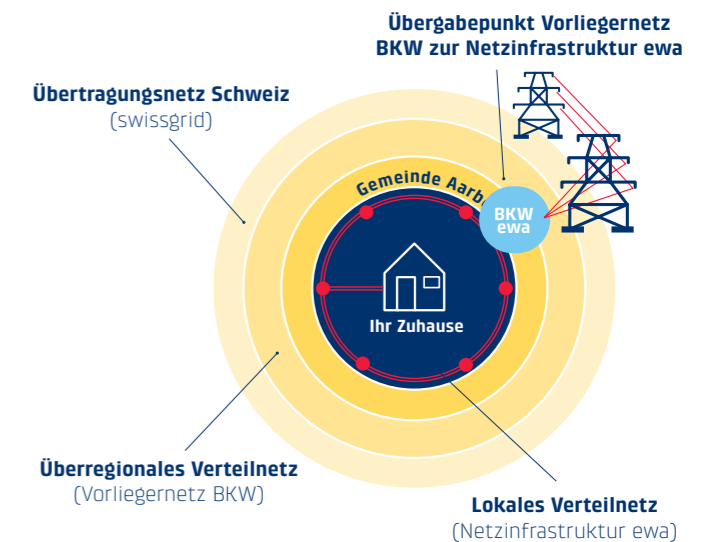 Übergabepunkt Vorliegernetz
BKW zur Netzinfrastruktur ewa
Übertragungsnetz Schweiz
(swissgrid)
Gemeinde
BKW
ewa
Ihr Zuhause
Überregionales Verteilnetz
(Vorliegernetz BKW)
Lokales Verteilnetz
(Netzinfrastruktur ewa)